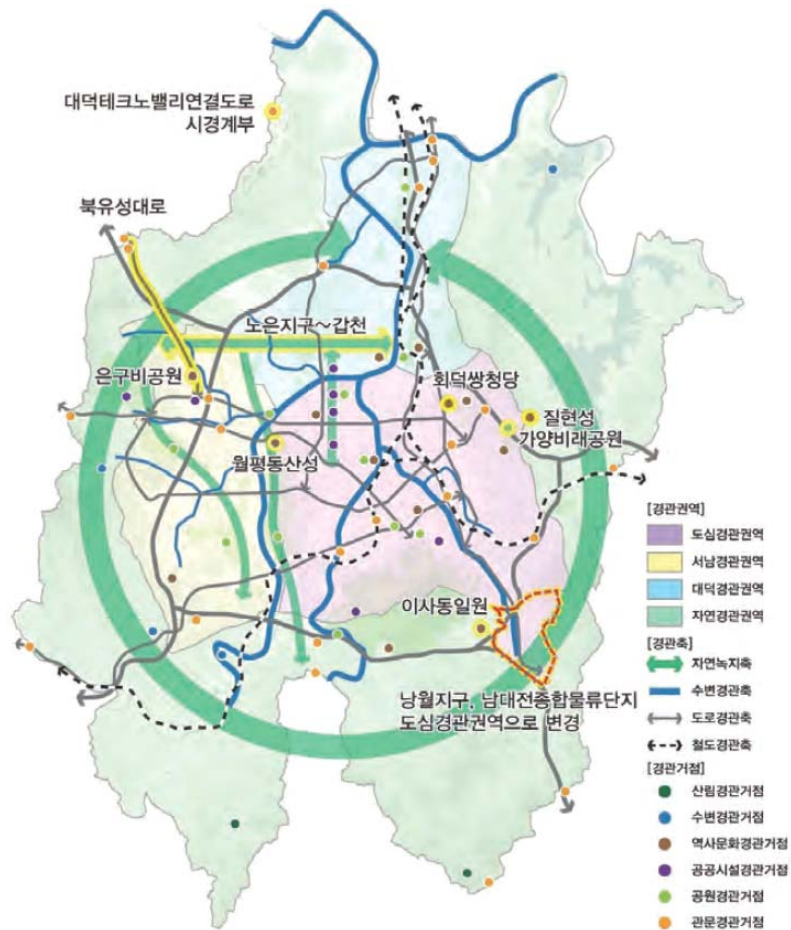 대덕테크노밸리연결도로
시경계부
북유성대로
노은지구~갑천
은구비공원
회덕쌍청당
질현성
가양비래공원
월평동산성
이사동일원
낭월지구, 남대전종합물류단지
도심경관권역으로 변경
[경관권역]
도심경관권역
서남경관권역
대덕경관권역
자연경관권역
[경관축]
자연녹지축
수변경관축
도로경관축
철도경관축
[경관거점]
산림경관거점
수변경관거점
역사문화경관거점
공공시설경관거점
공원경관거점
관문경관거점